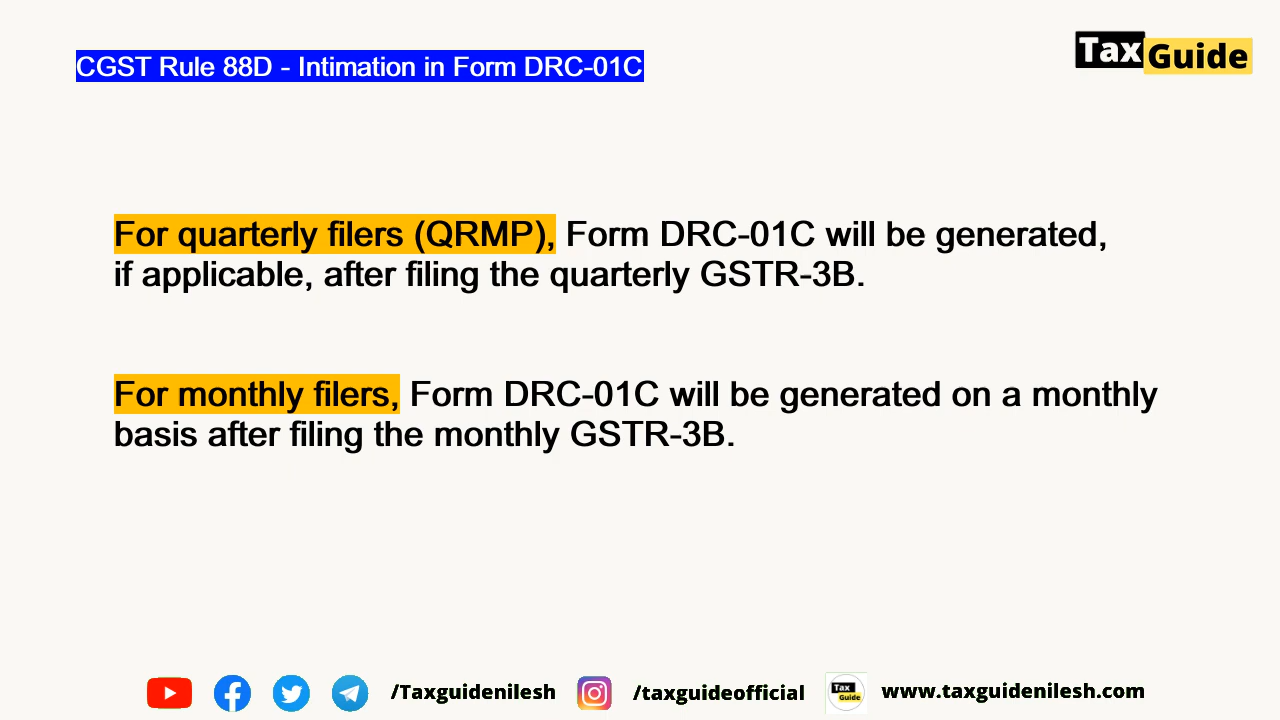 CGST Rule 88D - Intimation in Form DRC-01C
Tax Guide
For quarterly filers (QRMP), Form DRC-01C will be generated,
if applicable, after filing the quarterly GSTR-3B.
For monthly filers, Form DRC-01C will be generated on a monthly
basis after filing the monthly GSTR-3B.
/Taxguidenilesh
/taxguideofficial
Tax
Guide
www.taxguidenilesh.com